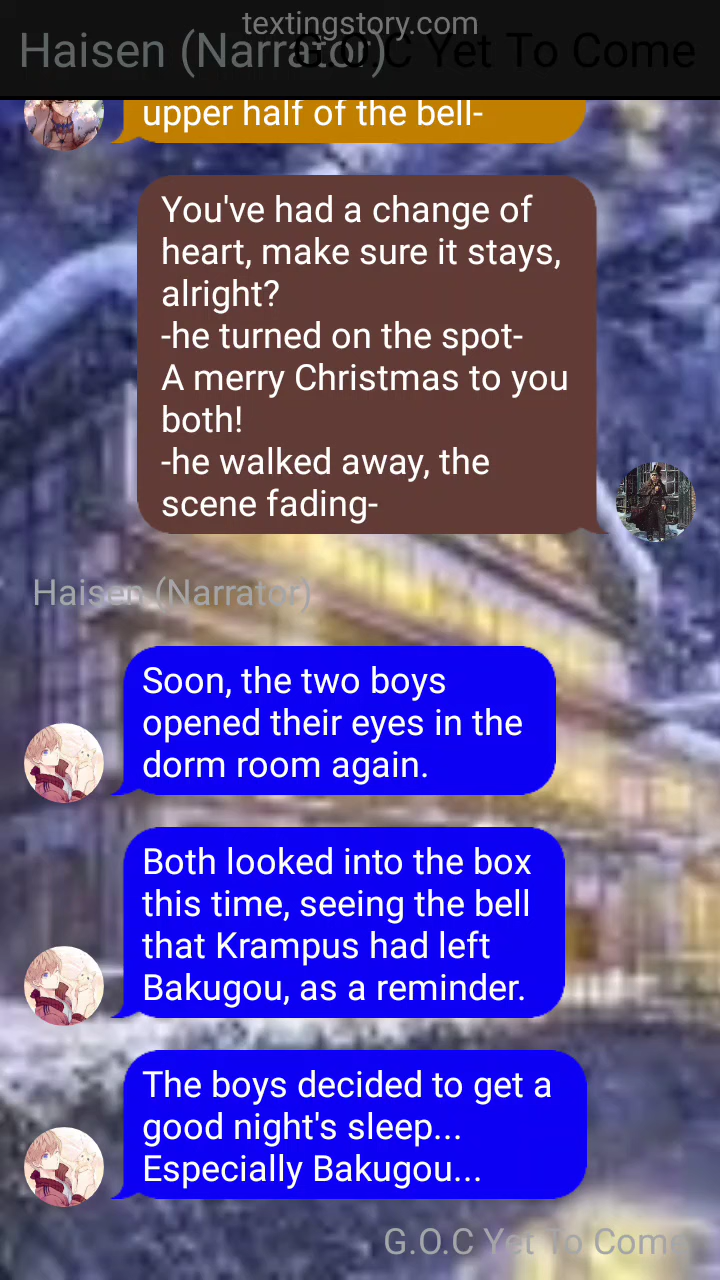 textingstory.com
Haisen (Narrator)
G.O.C Yet To Come
upper half of the bell-
You've had a change of
heart, make sure it stays,
alright?
-he turned on the spot-
A merry Christmas to you
both!
-he walked away, the
scene fading-
Haisen (Narrator)
Soon, the two boys
opened their eyes in the
dorm room again.
Both looked into the box
this time, seeing the bell
that Krampus had left
Bakugou, as a reminder.
The boys decided to get a
good night's sleep...
Especially Bakugou...
G.O.C Yet To Come